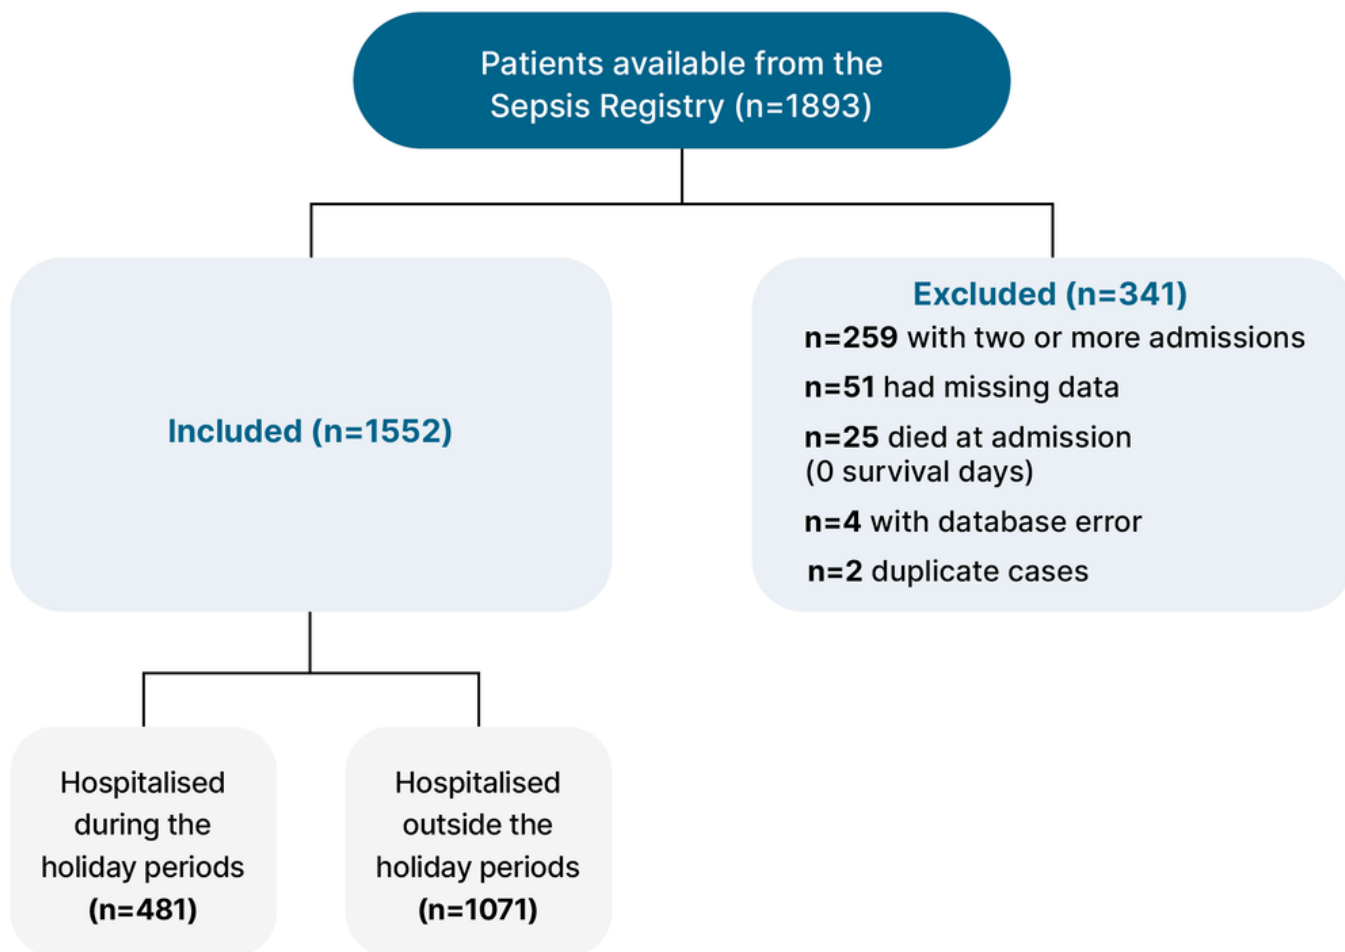 Patients available from the
Sepsis Registry (n=1893)
Included (n=1552)
Excluded (n=341)
n=259 with two or more admissions
n=51 had missing data
n=25 died at admission
(0 survival days)
n=4 with database error
n=2 duplicate cases
Hospitalised
during the
holiday periods
(n=481)
Hospitalised
outside the
holiday periods
(n=1071)